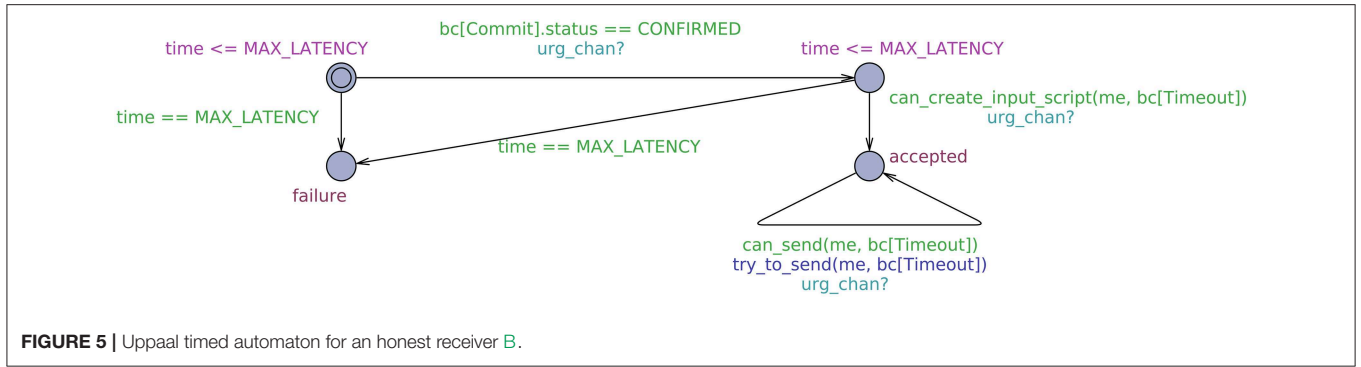 bc[Commit].status == CONFIRMED
time <= MAX_LATENCY
urg_chan?
time <= MAX_LATENCY
can_create_input_script(me, bc[Timeout])
urg_chan?
time == MAX_LATENCY
time == MAX_LATENCY
accepted
failure
can_send(me, bc[Timeout])
try_to_send(me, bc[Timeout])
urg_chan?
FIGURE 5 | Uppaal timed automaton for an honest receiver B.